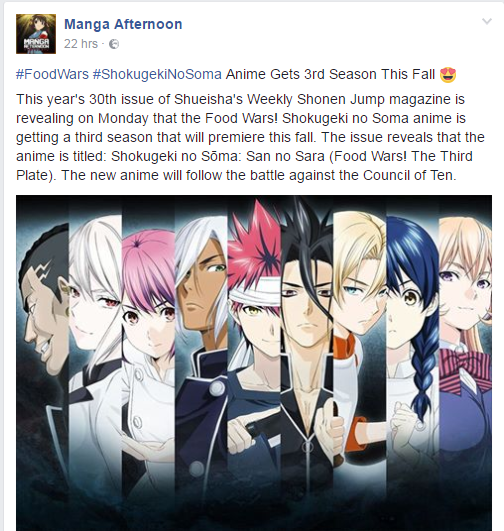 Manga Afternoon
22 hrs ·
#FoodWars #ShokugekiNoSoma Anime Gets 3rd Season This Fall 😍
This year's 30th issue of Shueisha's Weekly Shonen Jump magazine is
revealing on Monday that the Food Wars! Shokugeki no Soma anime is
getting a third season that will premiere this fall. The issue reveals that the
anime is titled: Shokugeki no Sōma: San no Sara (Food Wars! The Third
Plate). The new anime will follow the battle against the Council of Ten.
MANGA
AFTERNOON